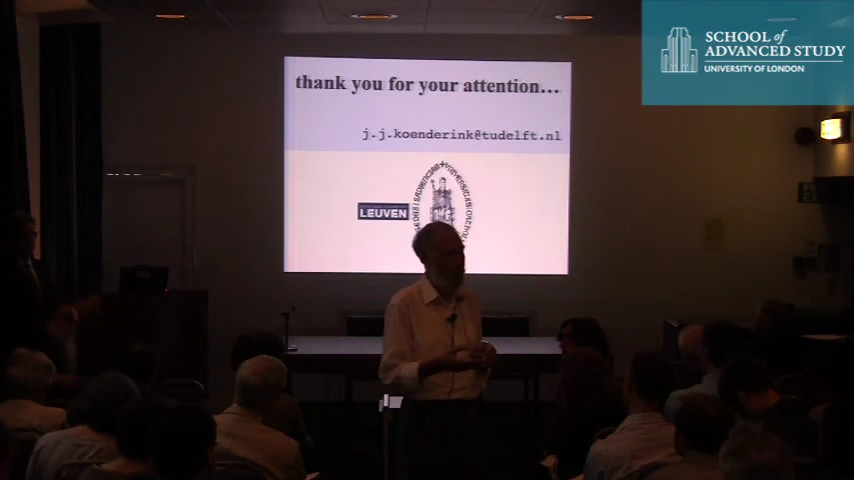 SCHOOL of
ADVANCED STUDY
UNIVERSITY OF LONDON
thank you for your attention...
j.j.koenderink@tudelft.nl
LEUVEN